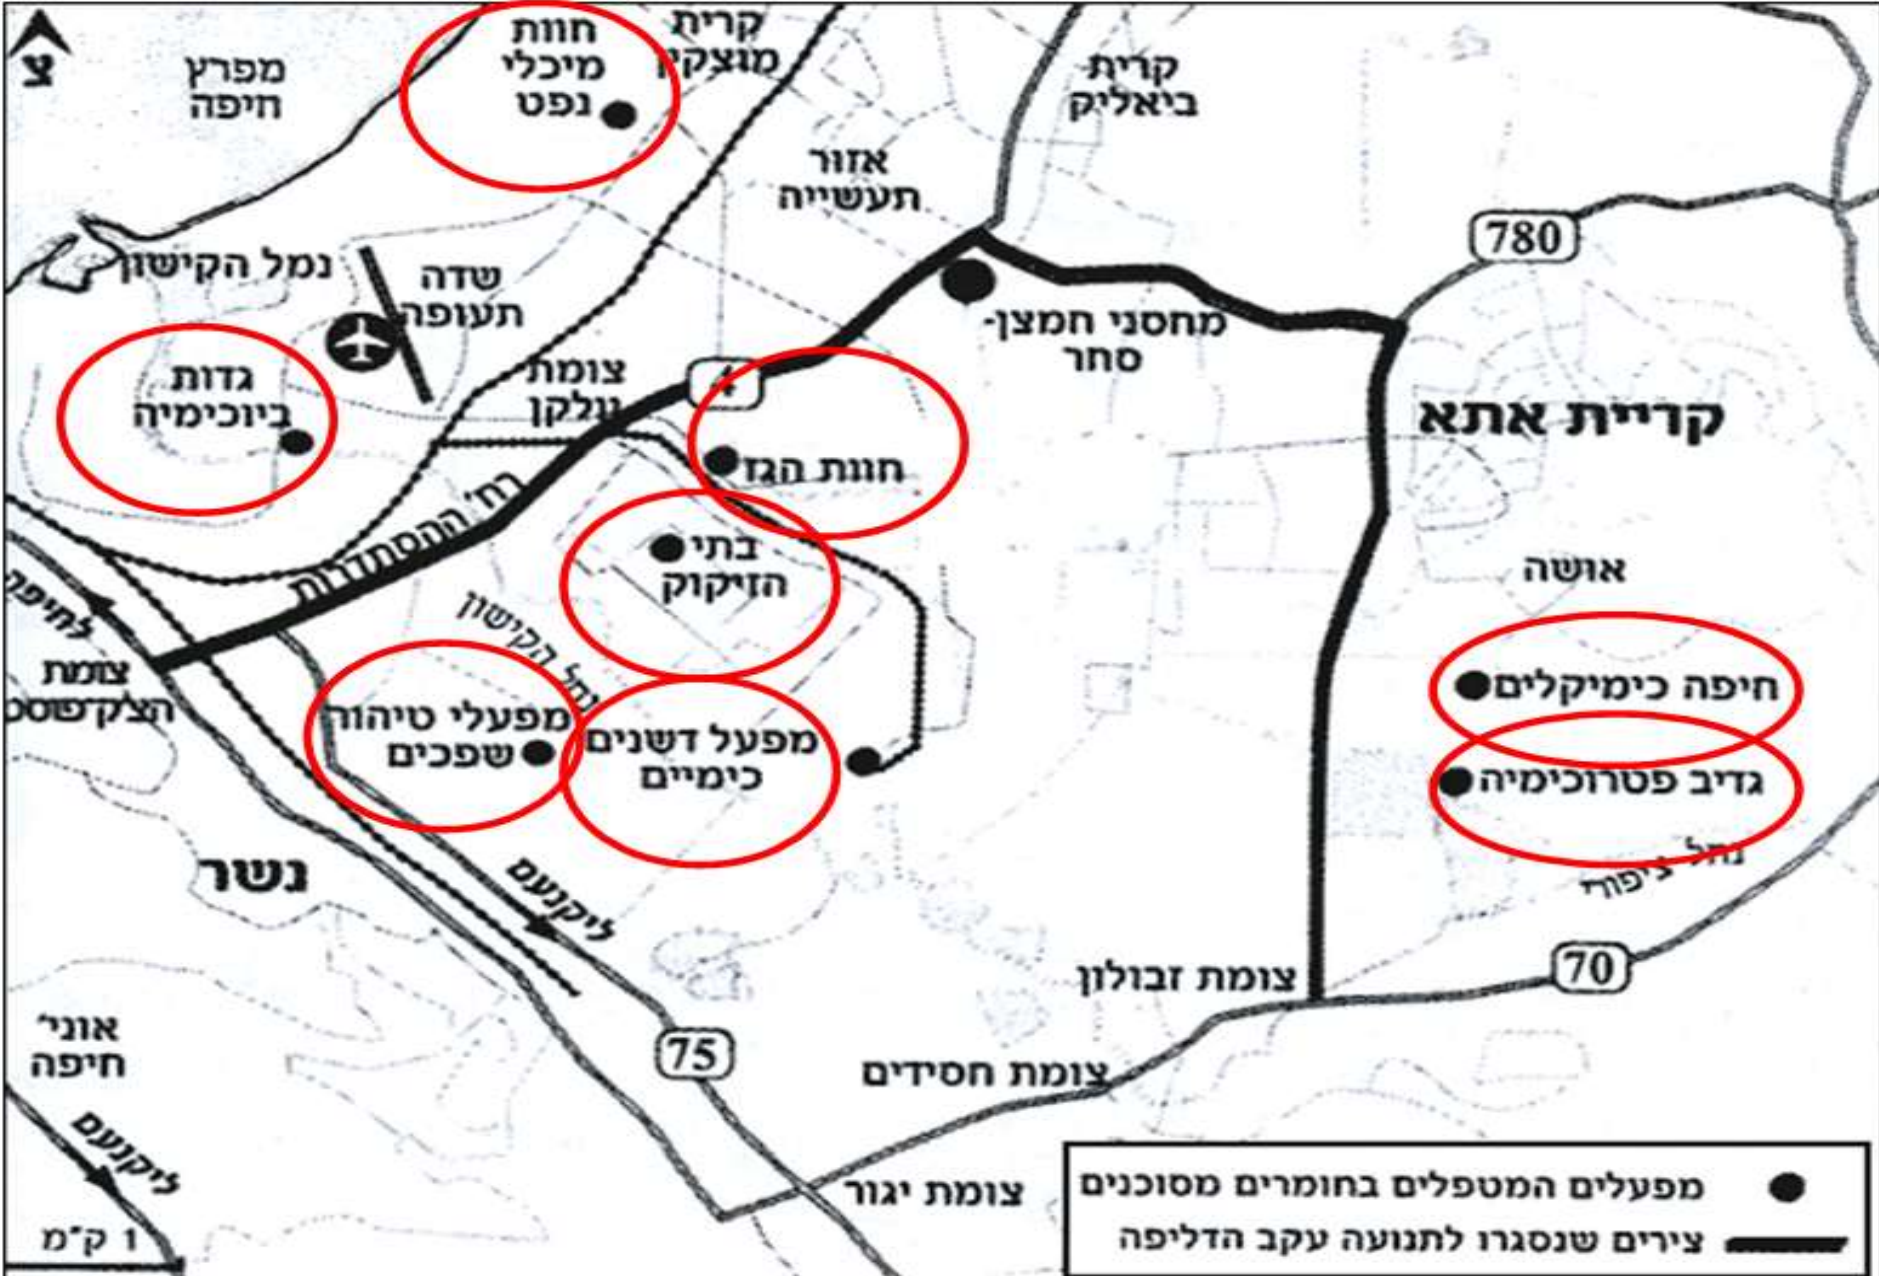 צ
מפרץ
חיפה
חוות
מיכלי
נפט
קרית
מוצקין
קרית
ביאליק
אזור
תעשייה
780
נמל הקישון
שדה
תעופה
מחסני חמצן-
סחר
גדות
ביוכימיה
צומת
וולקן
4
קריית אתא
חוות הגז
רח' ההסתדרות
בתי
הזיקוק
אושה
לחיפה
נחל הקישון
צומת
הצ'ק פוסט
מפעלי טיהור
שפכים
מפעל דשנים
כימיים
חיפה כימיקלים
גדיב פטרוכימיה
נחל ציפורי
נשר
ליקנעם
צומת זבולון
70
אוני'
חיפה
75
צומת חסידים
ליקנעם
צומת יגור
1 ק"מ
מפעלים המטפלים בחומרים מסוכנים
צירים שנסגרו לתנועה עקב הדליפה